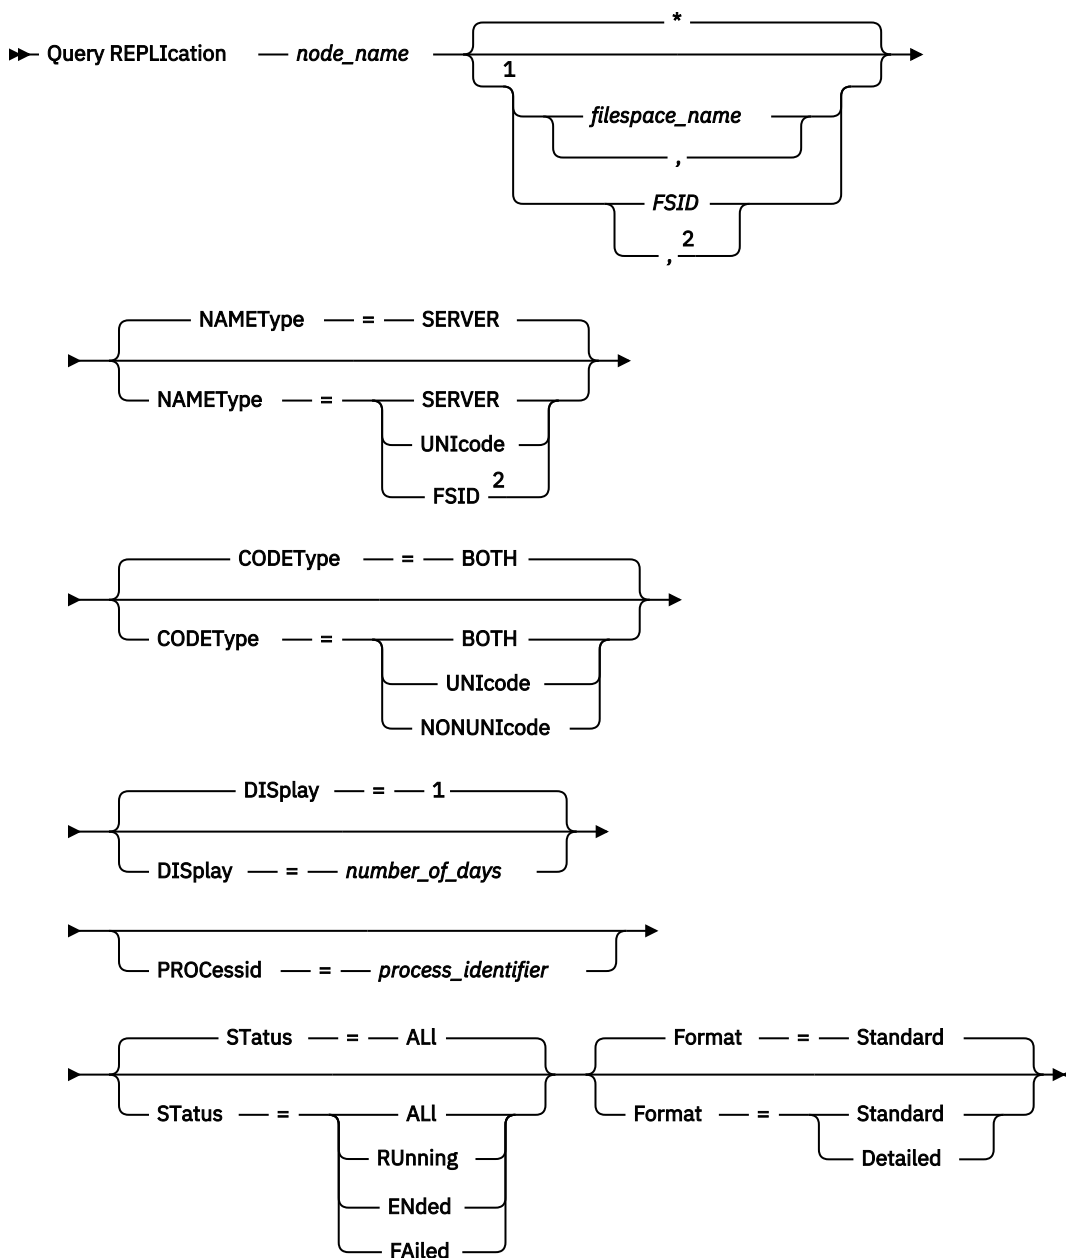 *
Query REPLIcation node_name
1
filespace_name
,
FSID
2
,
NAMEType = SERVER
NAMEType = SERVER
UNIcode
FSID 2
CODEType = BOTH
CODEType = BOTH
UNIcode
NONUNIcode
DISplay = 1
DISplay = number_of_days
PROCessid = process_identifier
STatus = ALl Format = Standard
STatus = ALl Format = Standard
RUnning Detailed
ENded
FAiled